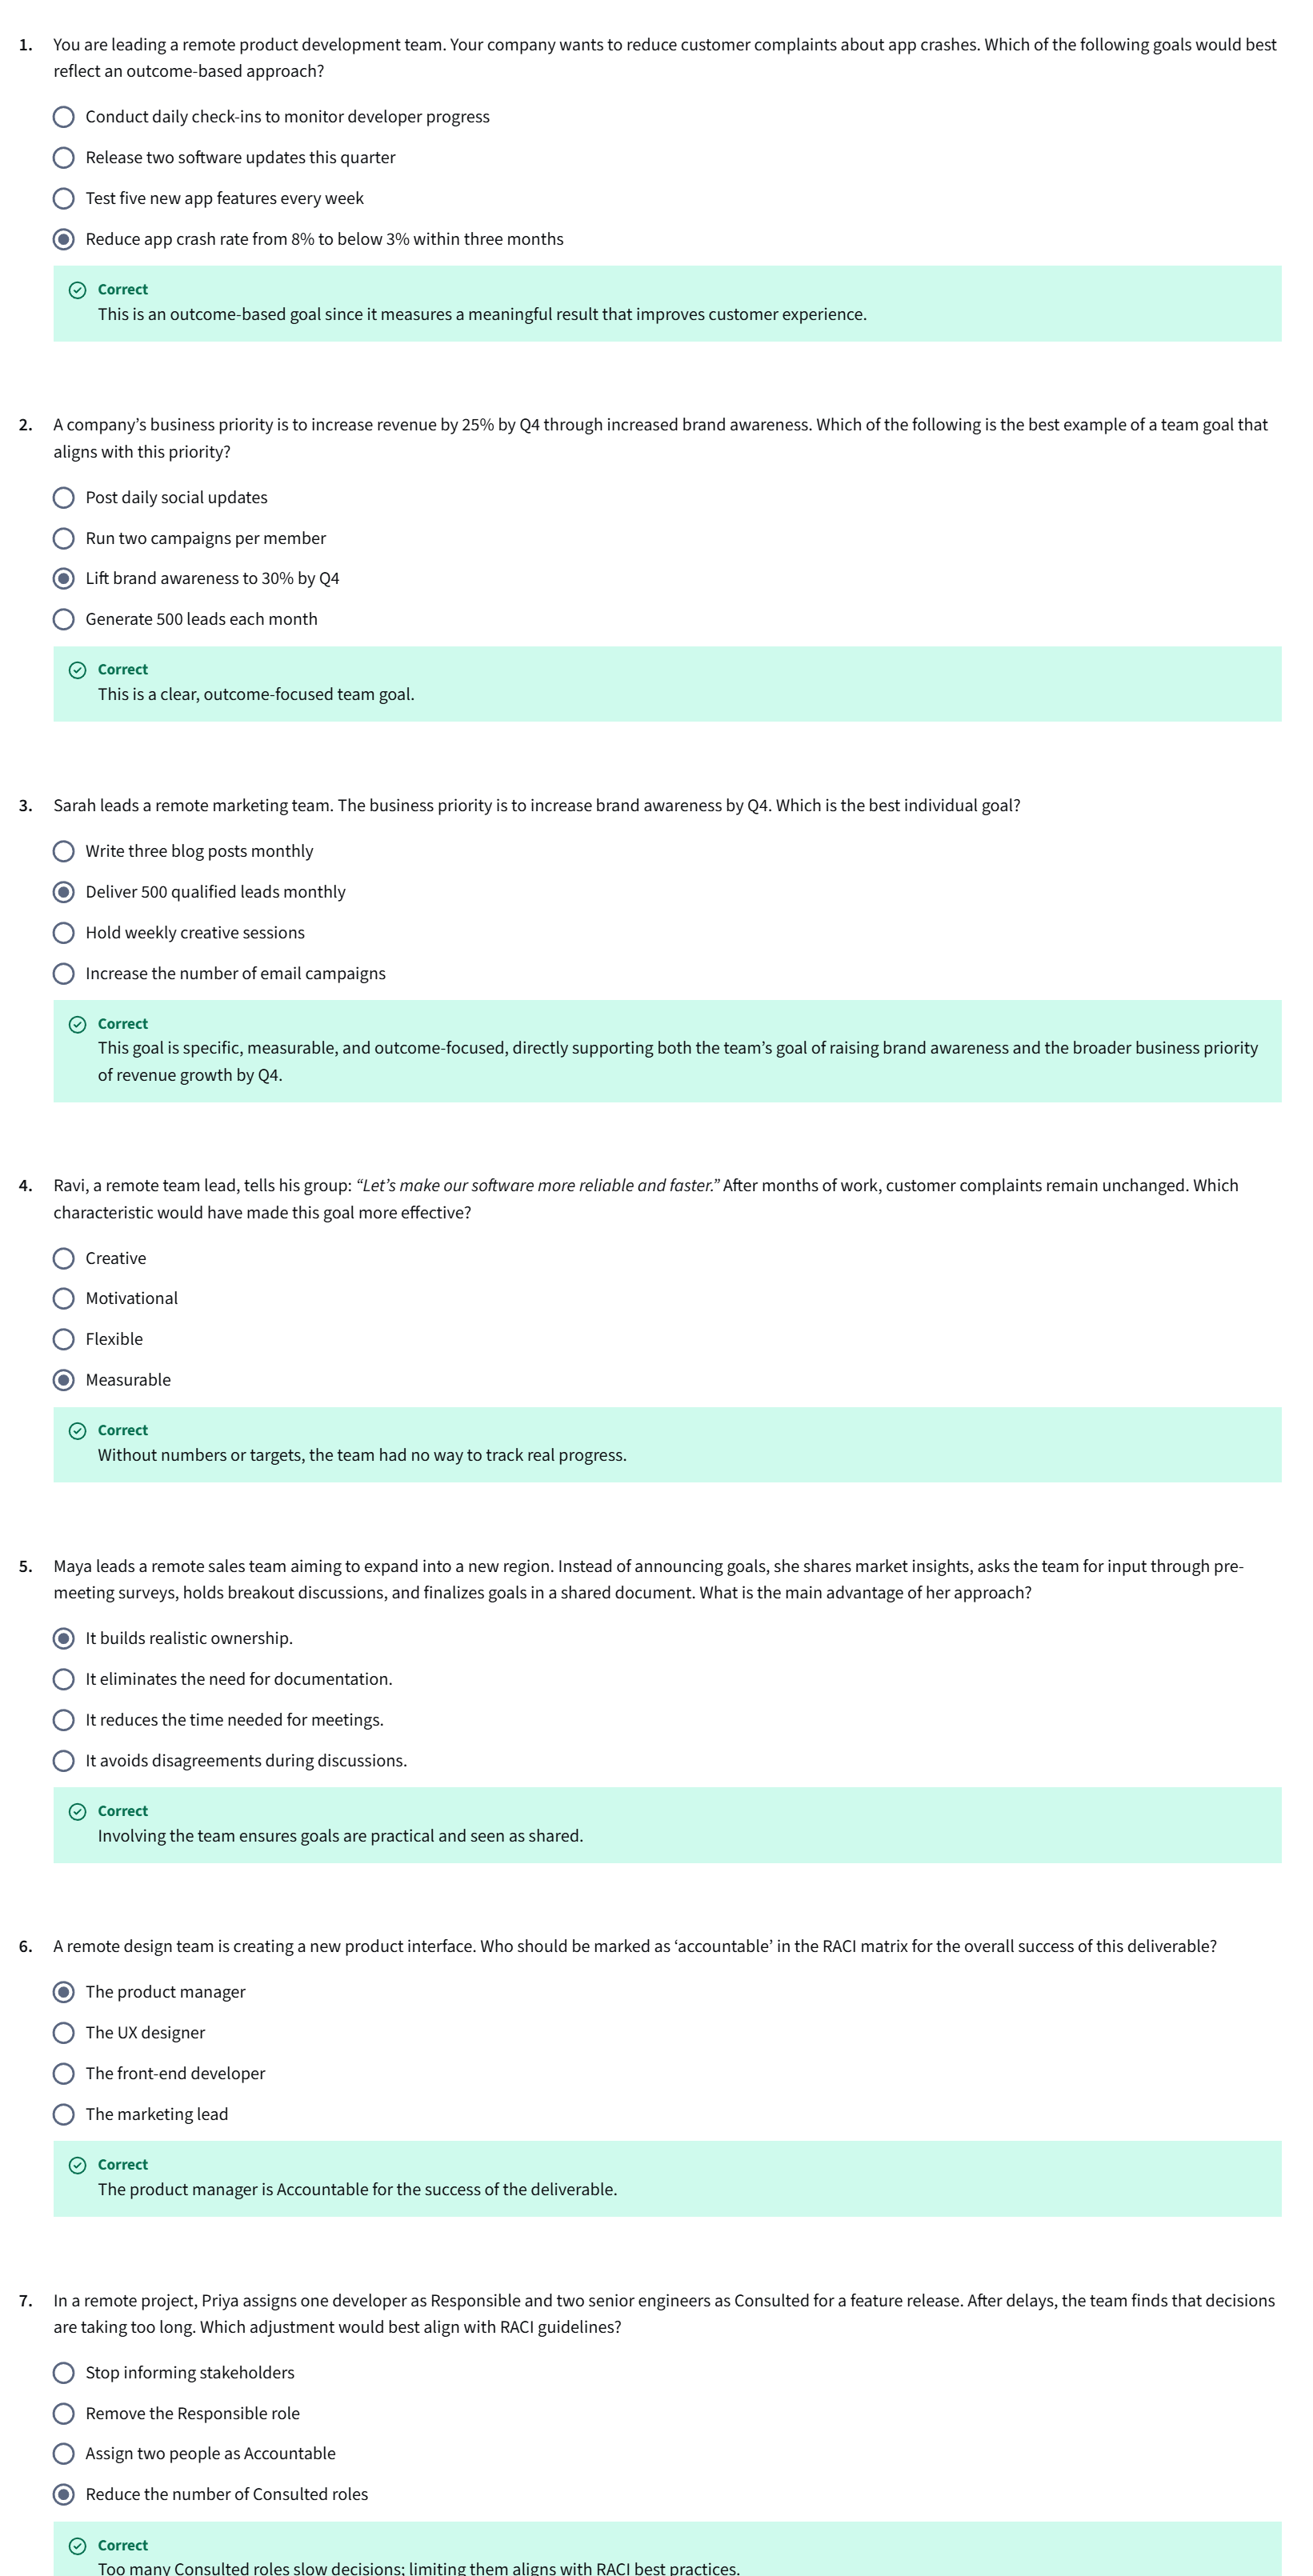 1. You are leading a remote product development team. Your company wants to reduce customer complaints about app crashes. Which of the following goals would best
reflect an outcome-based approach?
Conduct daily check-ins to monitor developer progress
Release two software updates this quarter
Test five new app features every week
Reduce app crash rate from 8% to below 3% within three months
Correct
This is an outcome-based goal since it measures a meaningful result that improves customer experience.
2. A company’s business priority is to increase revenue by 25% by Q4 through increased brand awareness. Which of the following is the best example of a team goal that
aligns with this priority?
Post daily social updates
Run two campaigns per member
Lift brand awareness to 30% by Q4
Generate 500 leads each month
Correct
This is a clear, outcome-focused team goal.
3. Sarah leads a remote marketing team. The business priority is to increase brand awareness by Q4. Which is the best individual goal?
Write three blog posts monthly
Deliver 500 qualified leads monthly
Hold weekly creative sessions
Increase the number of email campaigns
Correct
This goal is specific, measurable, and outcome-focused, directly supporting both the team’s goal of raising brand awareness and the broader business priority
of revenue growth by Q4.
4. Ravi, a remote team lead, tells his group: “Let’s make our software more reliable and faster.” After months of work, customer complaints remain unchanged. Which
characteristic would have made this goal more effective?
Creative
Motivational
Flexible
Measurable
Correct
Without numbers or targets, the team had no way to track real progress.
5. Maya leads a remote sales team aiming to expand into a new region. Instead of announcing goals, she shares market insights, asks the team for input through pre-
meeting surveys, holds breakout discussions, and finalizes goals in a shared document. What is the main advantage of her approach?
It builds realistic ownership.
It eliminates the need for documentation.
It reduces the time needed for meetings.
It avoids disagreements during discussions.
Correct
Involving the team ensures goals are practical and seen as shared.
6. A remote design team is creating a new product interface. Who should be marked as ‘accountable’ in the RACI matrix for the overall success of this deliverable?
The product manager
The UX designer
The front-end developer
The marketing lead
Correct
The product manager is Accountable for the success of the deliverable.
7. In a remote project, Priya assigns one developer as Responsible and two senior engineers as Consulted for a feature release. After delays, the team finds that decisions
are taking too long. Which adjustment would best align with RACI guidelines?
Stop informing stakeholders
Remove the Responsible role
Assign two people as Accountable
Reduce the number of Consulted roles
Correct
Too many Consulted roles slow decisions; limiting them aligns with RACI best practices.